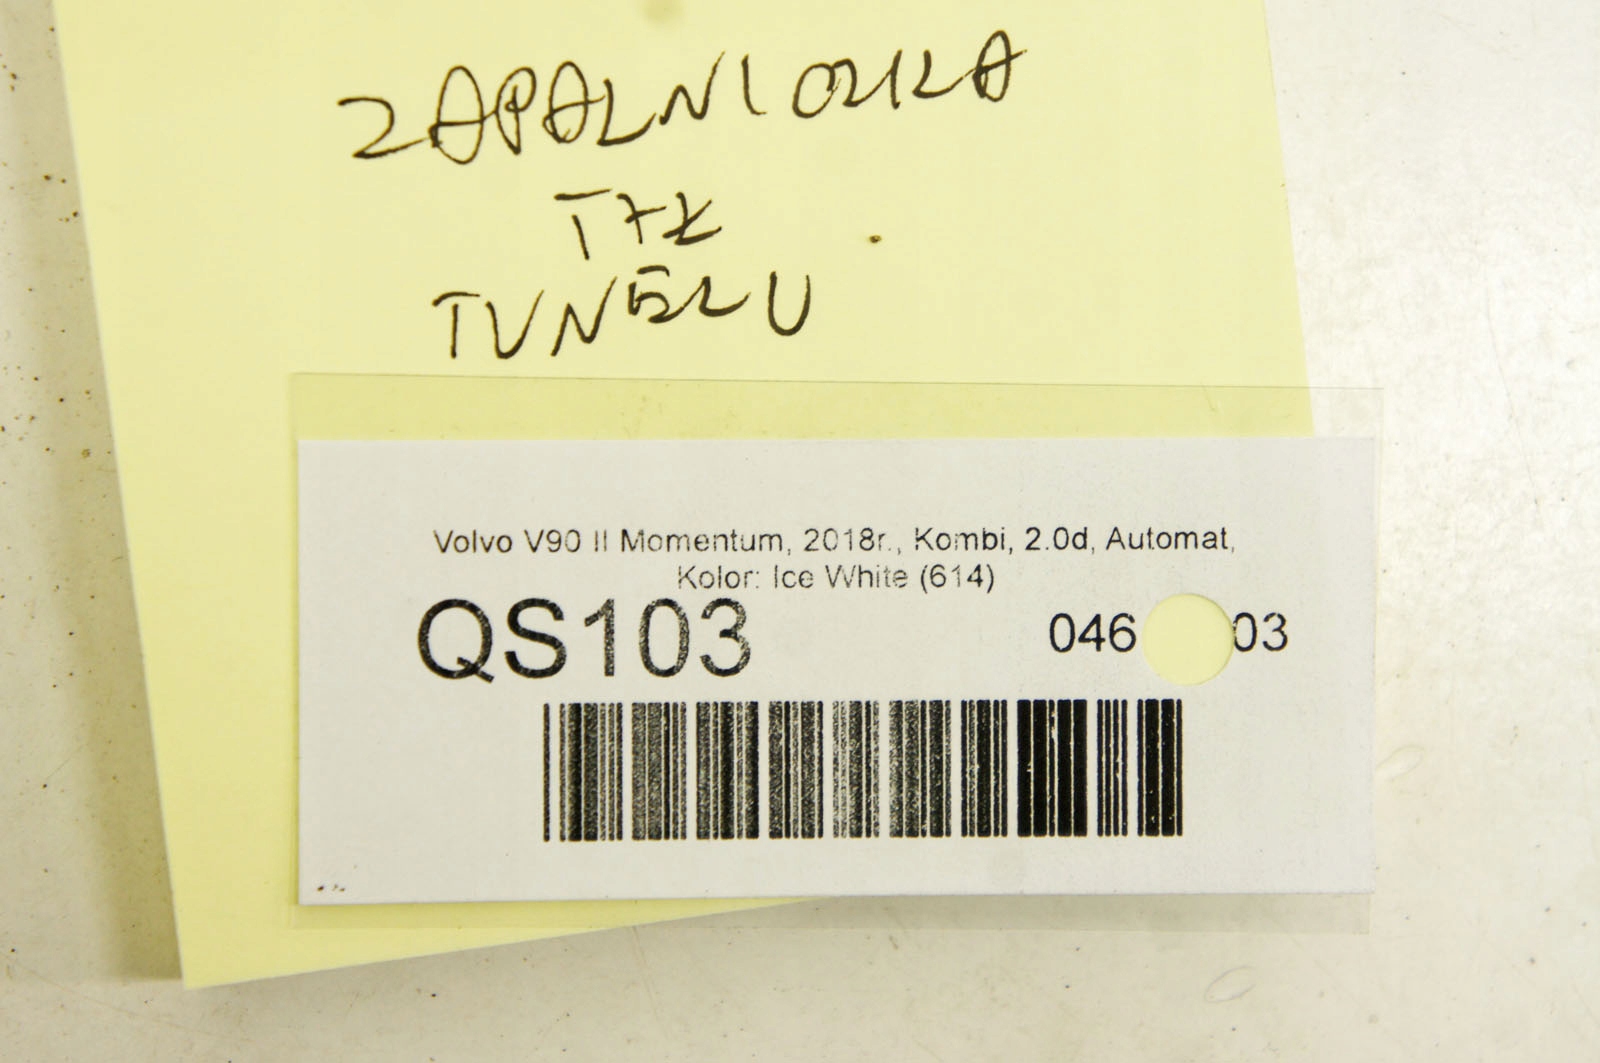 ZAPALNICZKA
TYŁ
TUNELU
Volvo V90 II Momentum, 2018r., Kombi, 2.0d, Automat,
Kolor: Ice White (614)
QS103 046 03